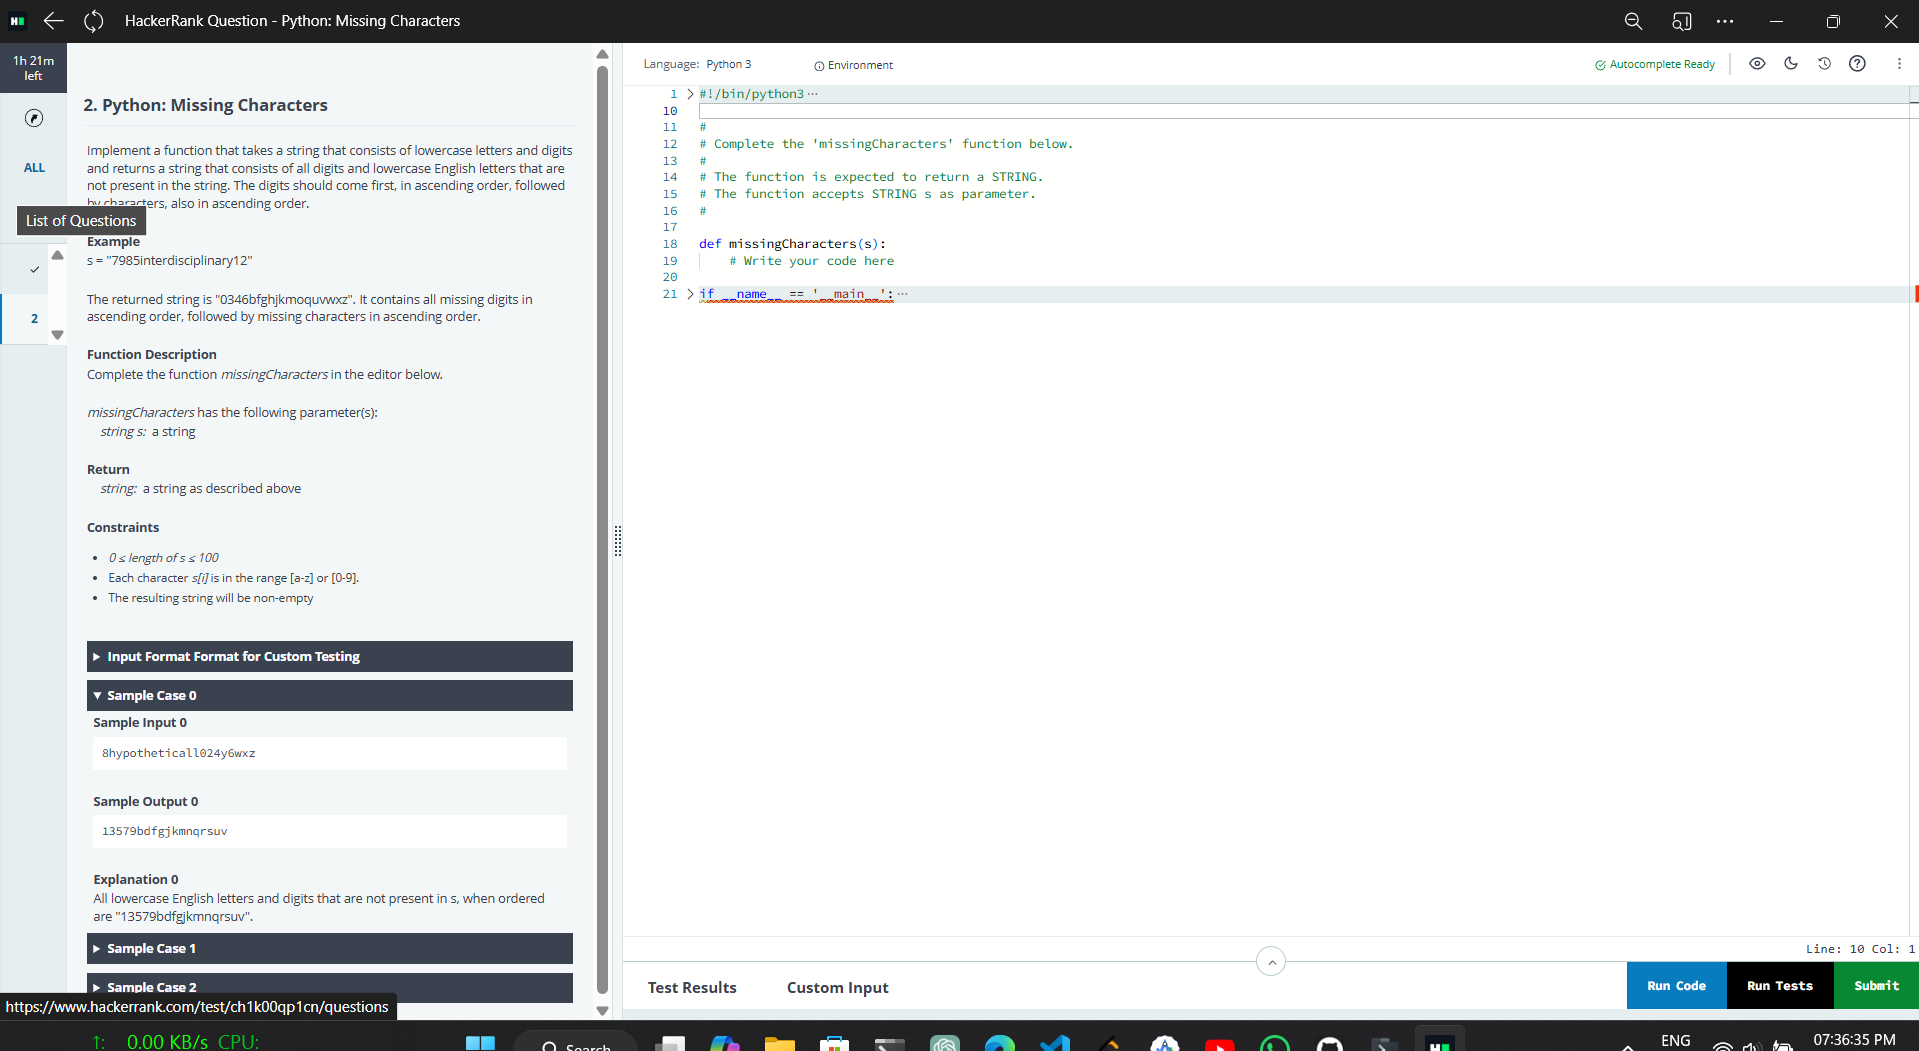 HackerRank Question - Python: Missing Characters
1h 21m
left
ALL
List of Questions
2
2. Python: Missing Characters
Implement a function that takes a string that consists of lowercase letters and digits
and returns a string that consists of all digits and lowercase English letters that are
not present in the string. The digits should come first, in ascending order, followed
by characters, also in ascending order.
Example
s = "7985interdisciplinary12"
The returned string is "0346bfghjkmoquvwxz". It contains all missing digits in
ascending order, followed by missing characters in ascending order.
Function Description
Complete the function missingCharacters in the editor below.
missingCharacters has the following parameter(s):
string s: a string
Return
string: a string as described above
Constraints
• 0 ≤ length of s ≤ 100
• Each character s[i] is in the range [a-z] or [0-9].
• The resulting string will be non-empty
Input Format Format for Custom Testing
Sample Case 0
Sample Input 0
8hypotheticall024y6wxz
Sample Output 0
13579bdfgjkmnqrsuv
Explanation 0
All lowercase English letters and digits that are not present in s, when ordered
are "13579bdfgjkmnqrsuv".
Sample Case 1
Sample Case 2
https://www.hackerrank.com/test/ch1k00qp1cn/questions
Language: Python 3
Environment
Autocomplete Ready
1 #!/bin/python3 ···
10
11 #
12 # Complete the 'missingCharacters' function below.
13 #
14 # The function is expected to return a STRING.
15 # The function accepts STRING s as parameter.
16 #
17
18 def missingCharacters(s):
19 # Write your code here
20
21 if __name__ == '__main__': ···
Line: 10 Col: 1
Test Results
Custom Input
Run Code
Run Tests
Submit
↑: 0.00 KB/s CPU:
Search
ENG
07:36:35 PM